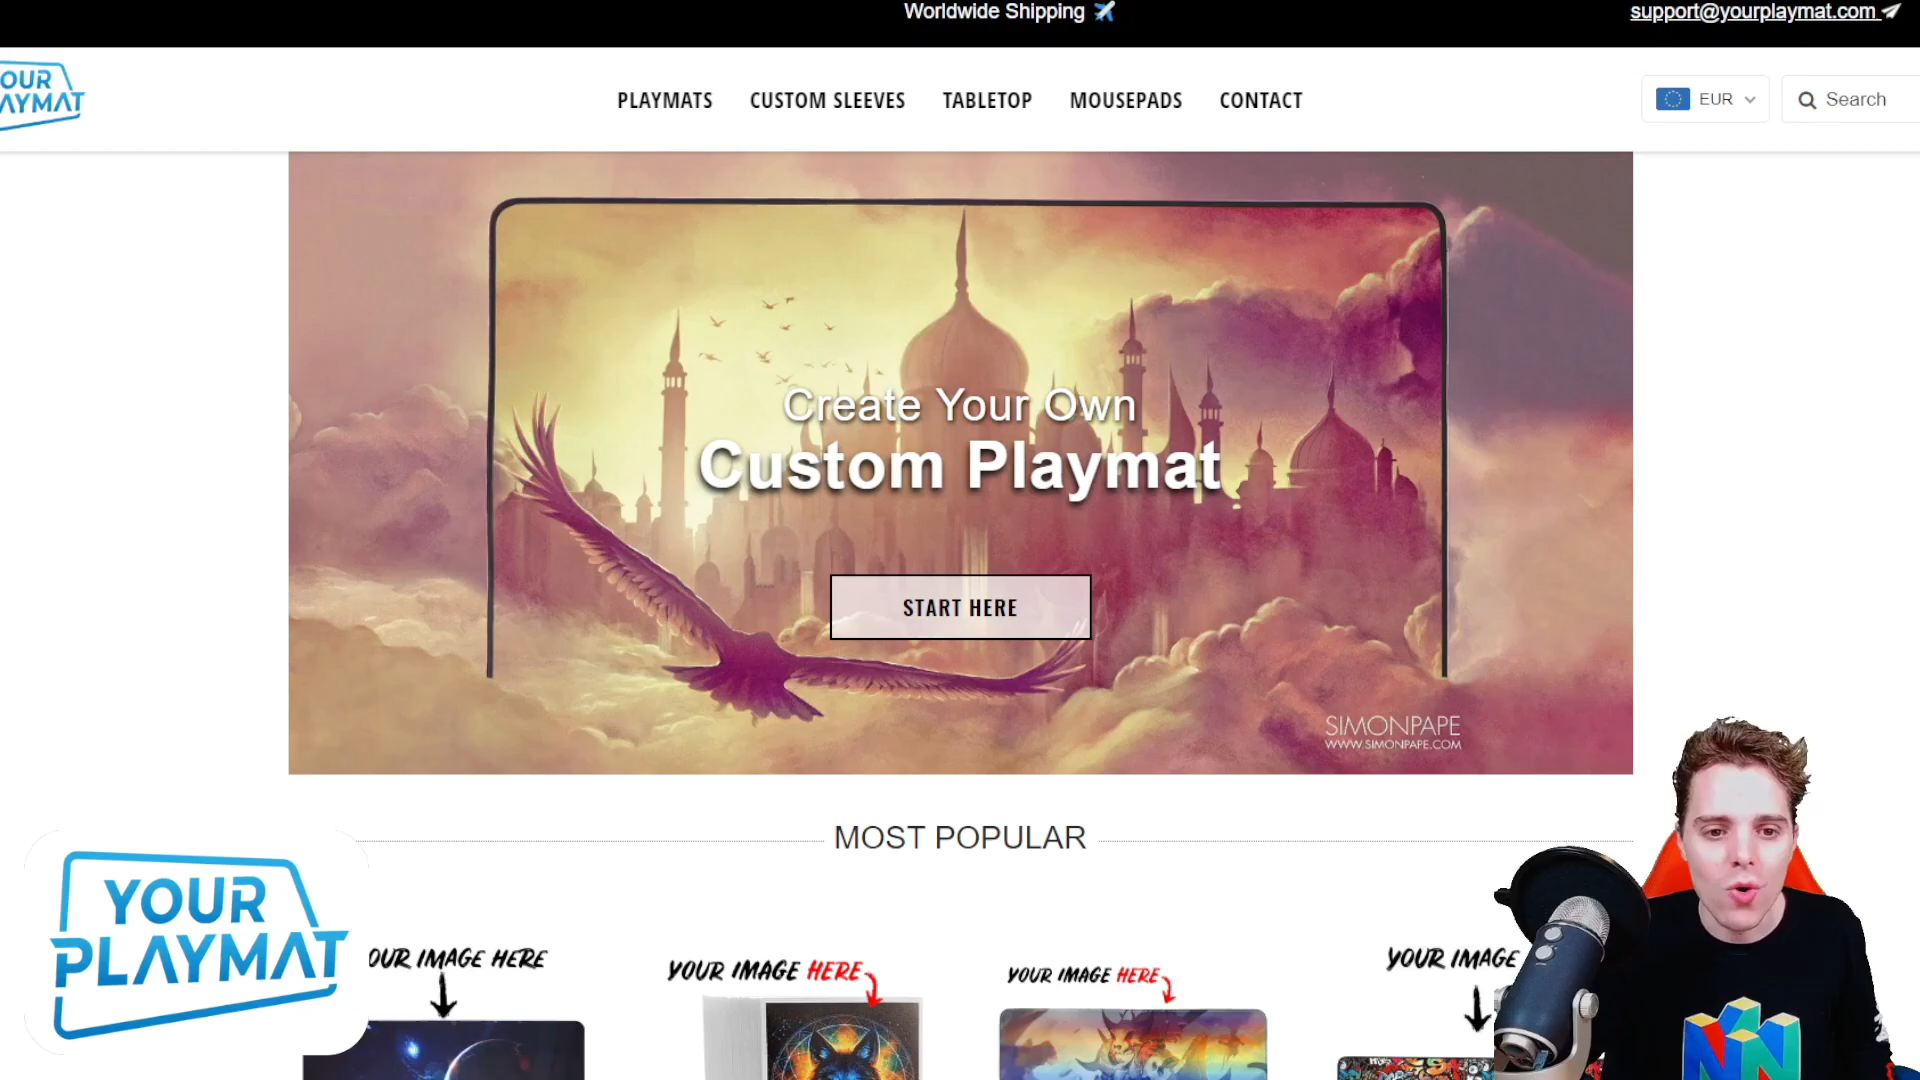 Worldwide Shipping
support@yourplaymat.com
OUR
AYMAT
PLAYMATS
CUSTOM SLEEVES
TABLETOP
MOUSEPADS
CONTACT
EUR
Search
Create Your Own
Custom Playmat
START HERE
SIMONPAPE
WWW.SIMONPAPE.COM
MOST POPULAR
YOUR
PLAYMAT
OUR IMAGE HERE
YOUR IMAGE HERE
YOUR IMAGE HERE
YOUR IMAGE